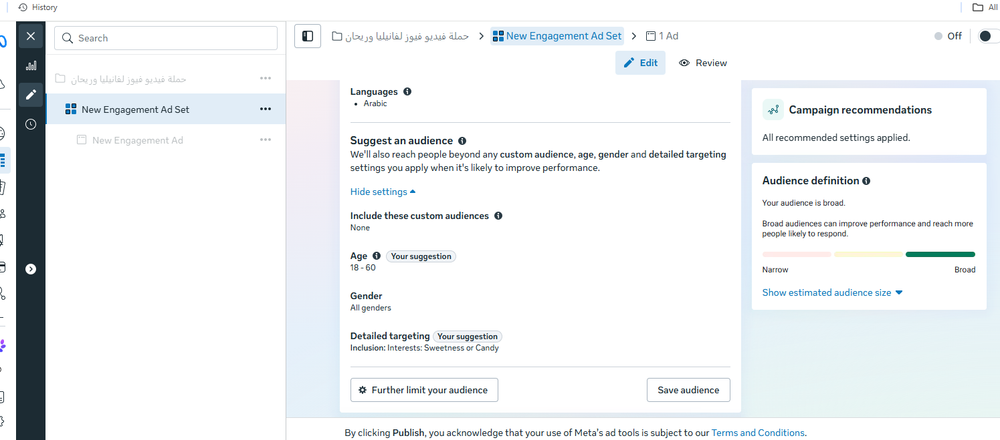 History
All
Search
حملة فيديو فيوز لفانيليا وريحان
New Engagement Ad Set
New Engagement Ad
حملة فيديو فيوز لفانيليا وريحان
New Engagement Ad Set
1 Ad
Off
Edit
Review
Languages
• Arabic
Suggest an audience
We'll also reach people beyond any custom audience, age, gender and detailed targeting
settings you apply when it's likely to improve performance.
Hide settings
Include these custom audiences
None
Age Your suggestion
18 - 60
Gender
All genders
Detailed targeting Your suggestion
Inclusion: Interests: Sweetness or Candy
Further limit your audience
Save audience
By clicking Publish, you acknowledge that your use of Meta's ad tools is subject to our Terms and Conditions.
Campaign recommendations
All recommended settings applied.
Audience definition
Your audience is broad.
Broad audiences can improve performance and reach more
people likely to respond.
Narrow
Broad
Show estimated audience size